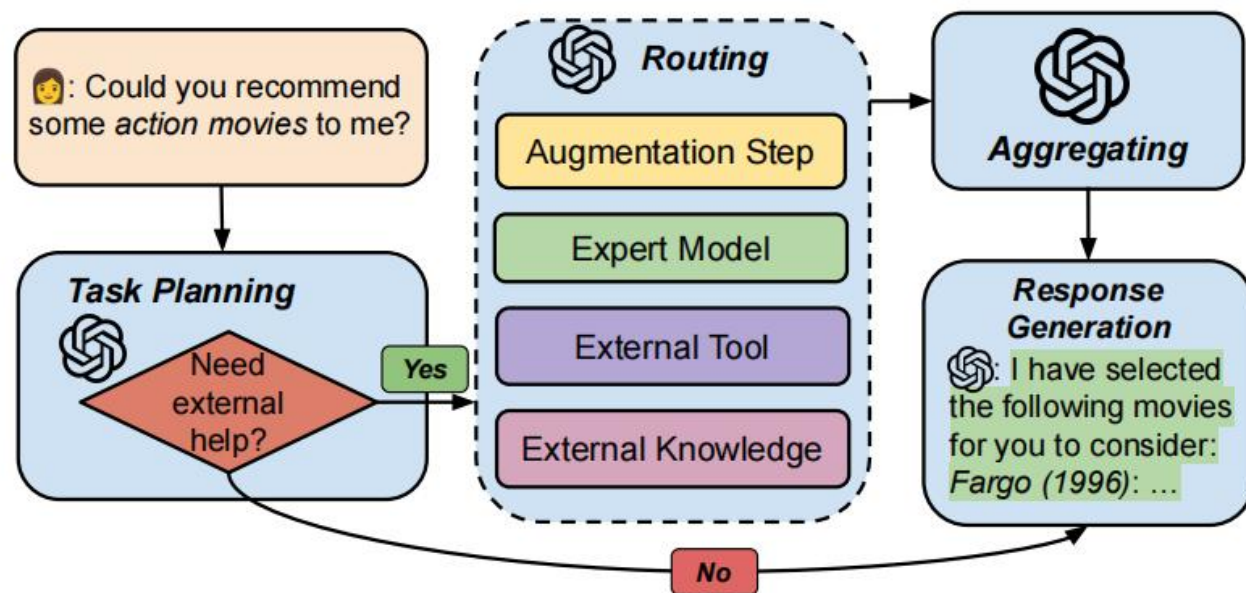 👩: Could you recommend
some action movies to me?
Task Planning
Need
external
help?
Yes
No
Routing
Augmentation Step
Expert Model
External Tool
External Knowledge
Aggregating
Response
Generation
: I have selected
the following movies
for you to consider:
Fargo (1996): …